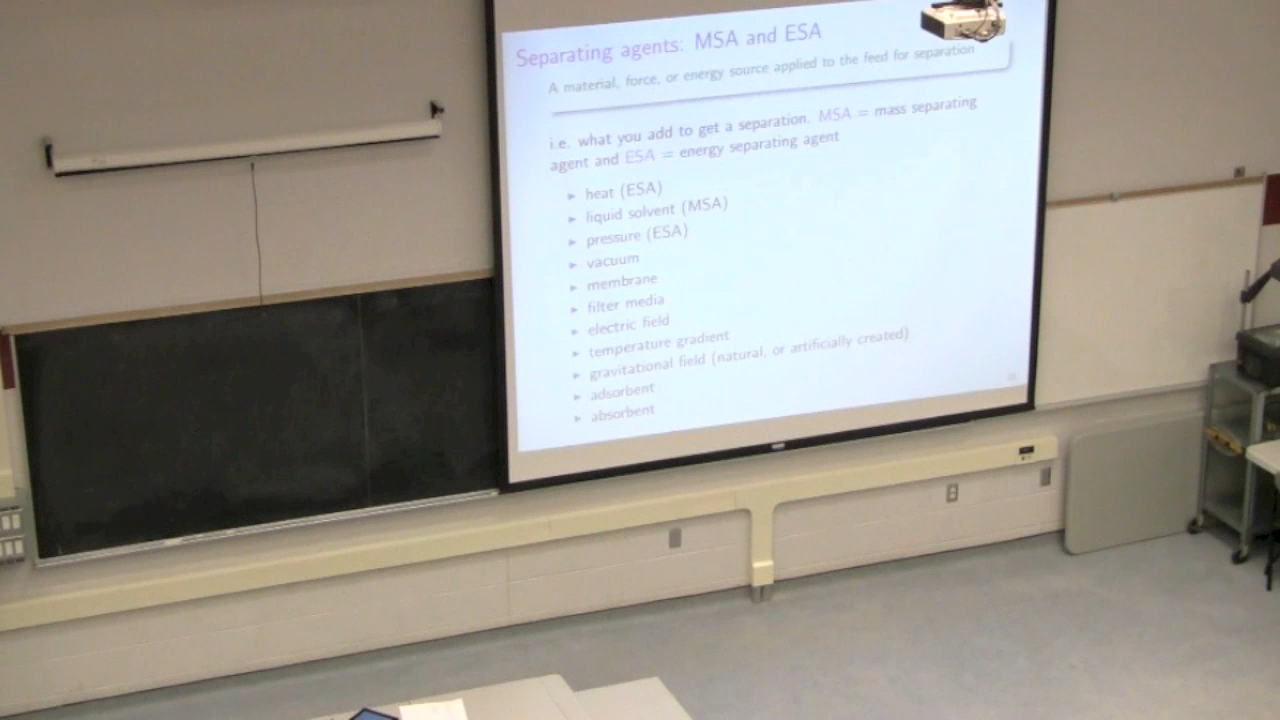 Separating agents: MSA and ESA
A material, force, or energy source applied to the feed for separation
i.e. what you add to get a separation. MSA = mass separating
agent and ESA = energy separating agent
▸ heat (ESA)
▸ liquid solvent (MSA)
▸ pressure (ESA)
▸ vacuum
▸ membrane
▸ filter media
▸ electric field
▸ temperature gradient
▸ gravitational field (natural, or artificially created)
▸ adsorbent
▸ absorbent